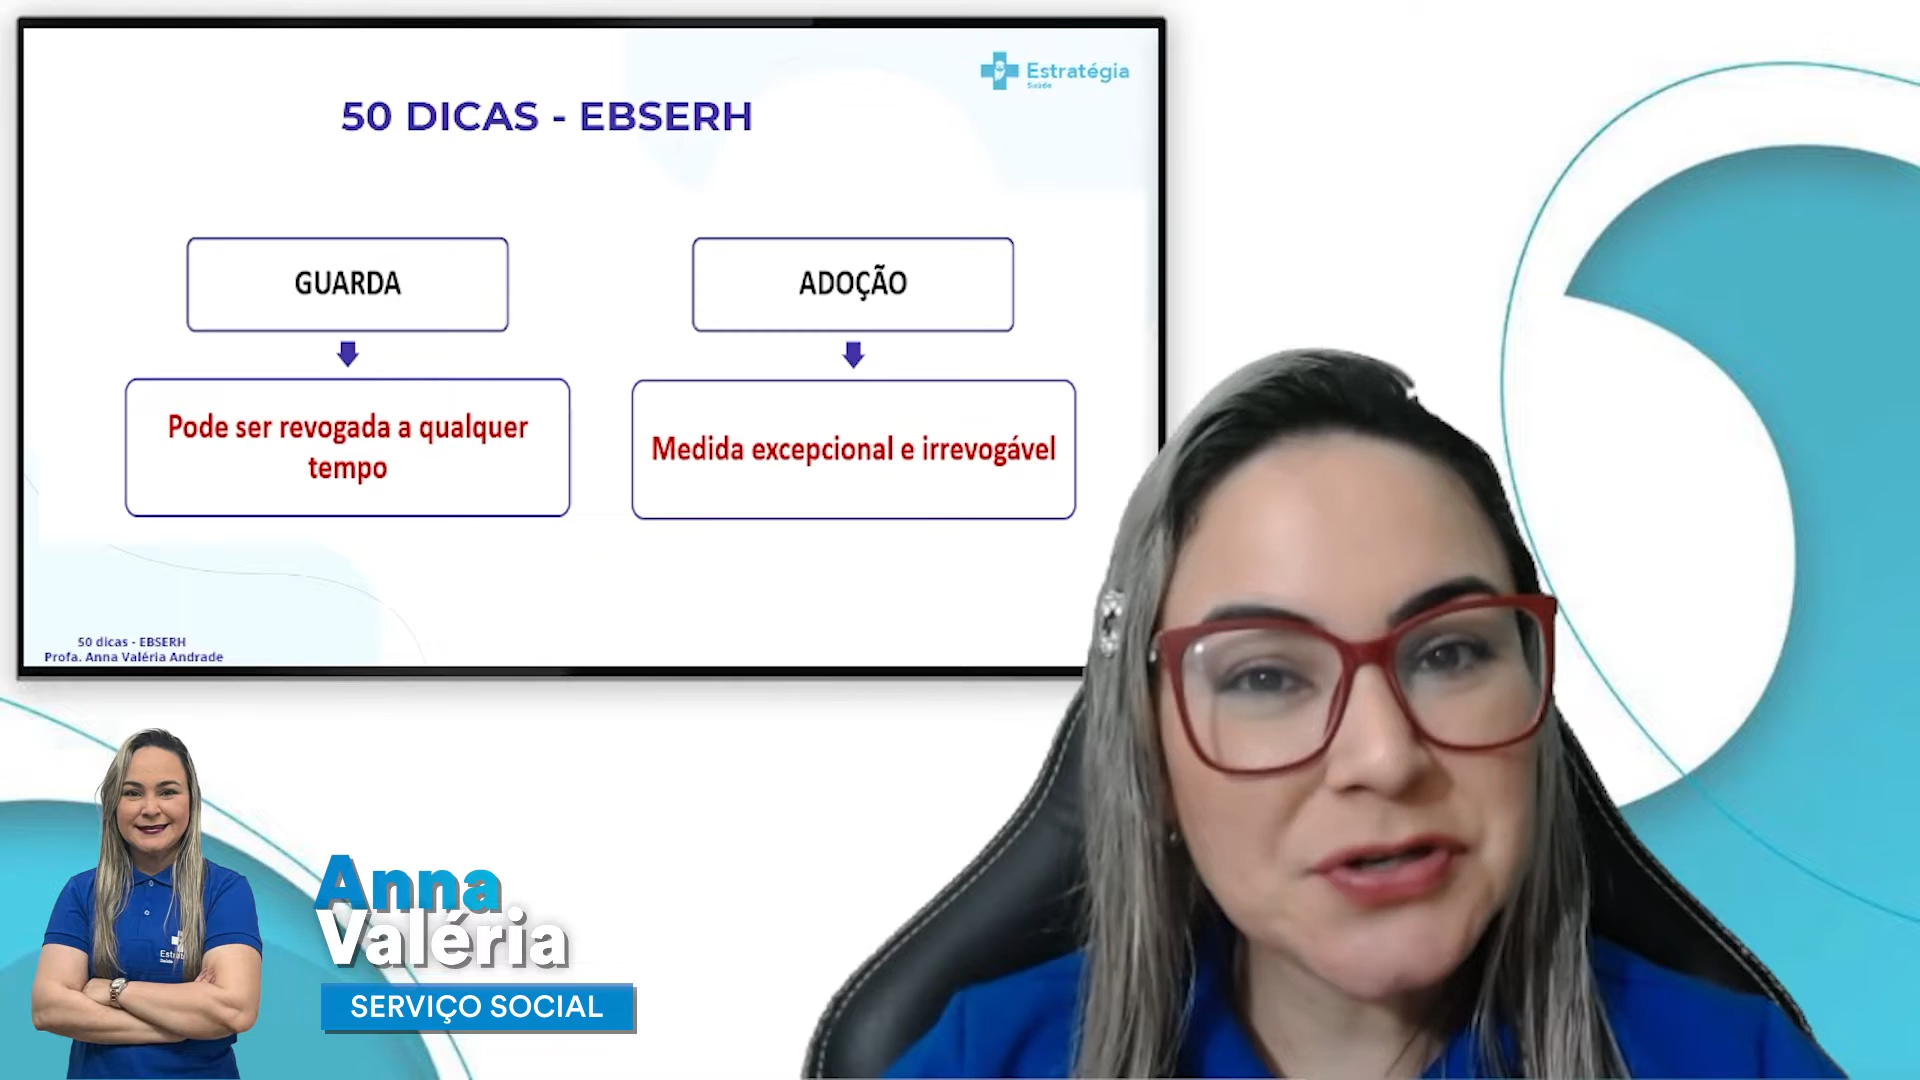 Estratégia
Saúde
50 DICAS - EBSERH
GUARDA
ADOÇÃO
Pode ser revogada a qualquer
tempo
Medida excepcional e irrevogável
50 dicas - EBSERH
Profa. Anna Valéria Andrade
Anna
Valéria
SERVIÇO SOCIAL